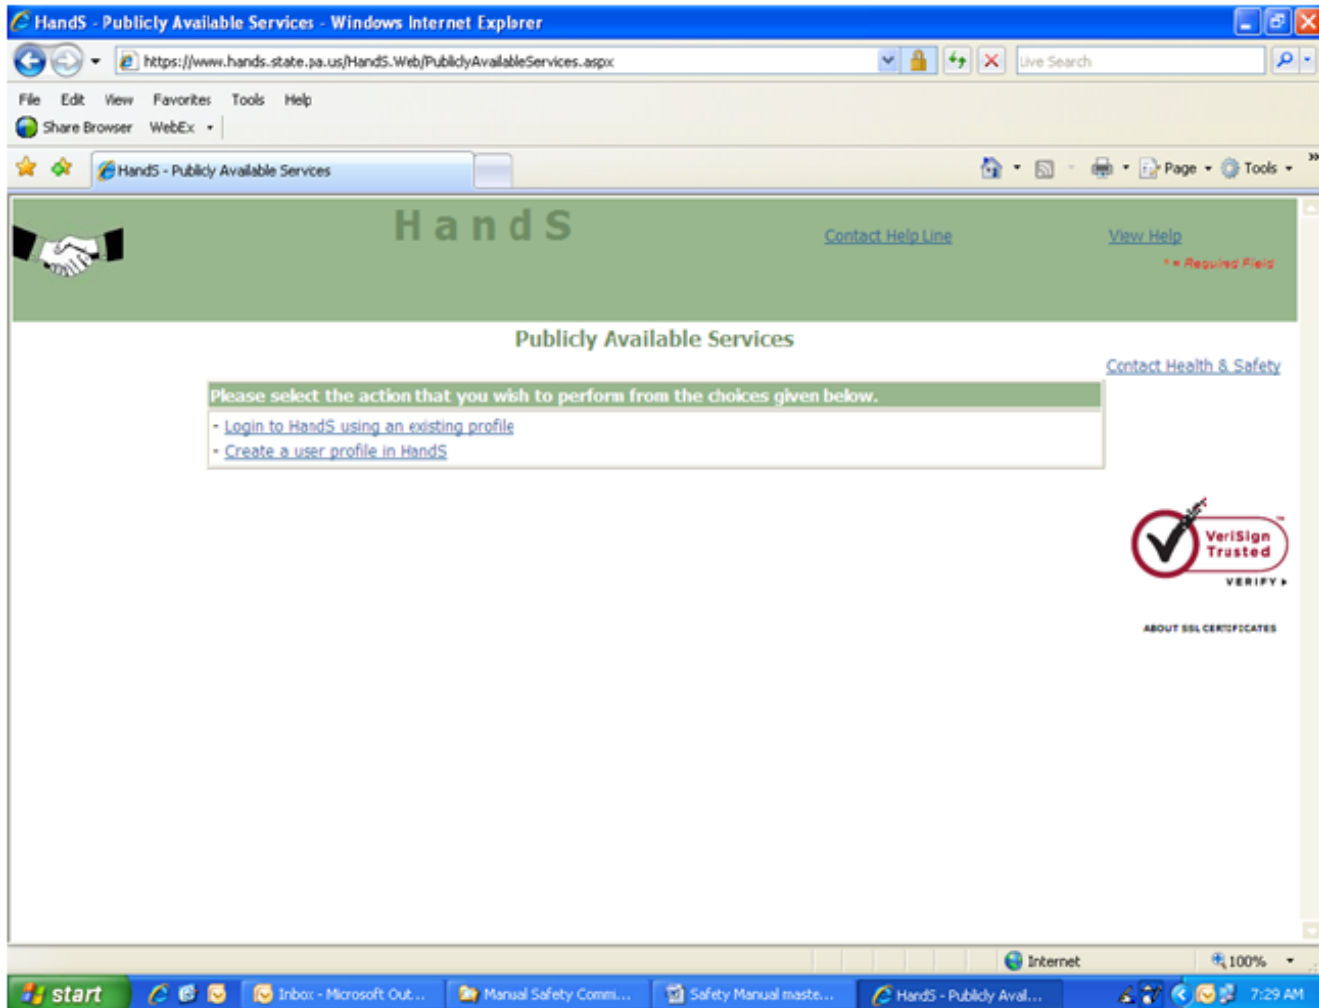 HandS - Publicly Available Services - Windows Internet Explorer
https://www.hands.state.pa.us/HandS.Web/PubliclyAvailableServices.aspx
Live Search
File Edit View Favorites Tools Help
Share Browser WebEx
HandS - Publicly Available Services
Page Tools
HandS
Contact Help Line
View Help
* = Required Field
Publicly Available Services
Contact Health & Safety
Please select the action that you wish to perform from the choices given below.
- Login to HandS using an existing profile
- Create a user profile in HandS
VeriSign
Trusted
VERIFY
ABOUT SSL CERTIFICATES
Internet
100%
start
Inbox - Microsoft Out...
Manual Safety Commi...
Safety Manual maste...
HandS - Publicly Aval...
7:29 AM